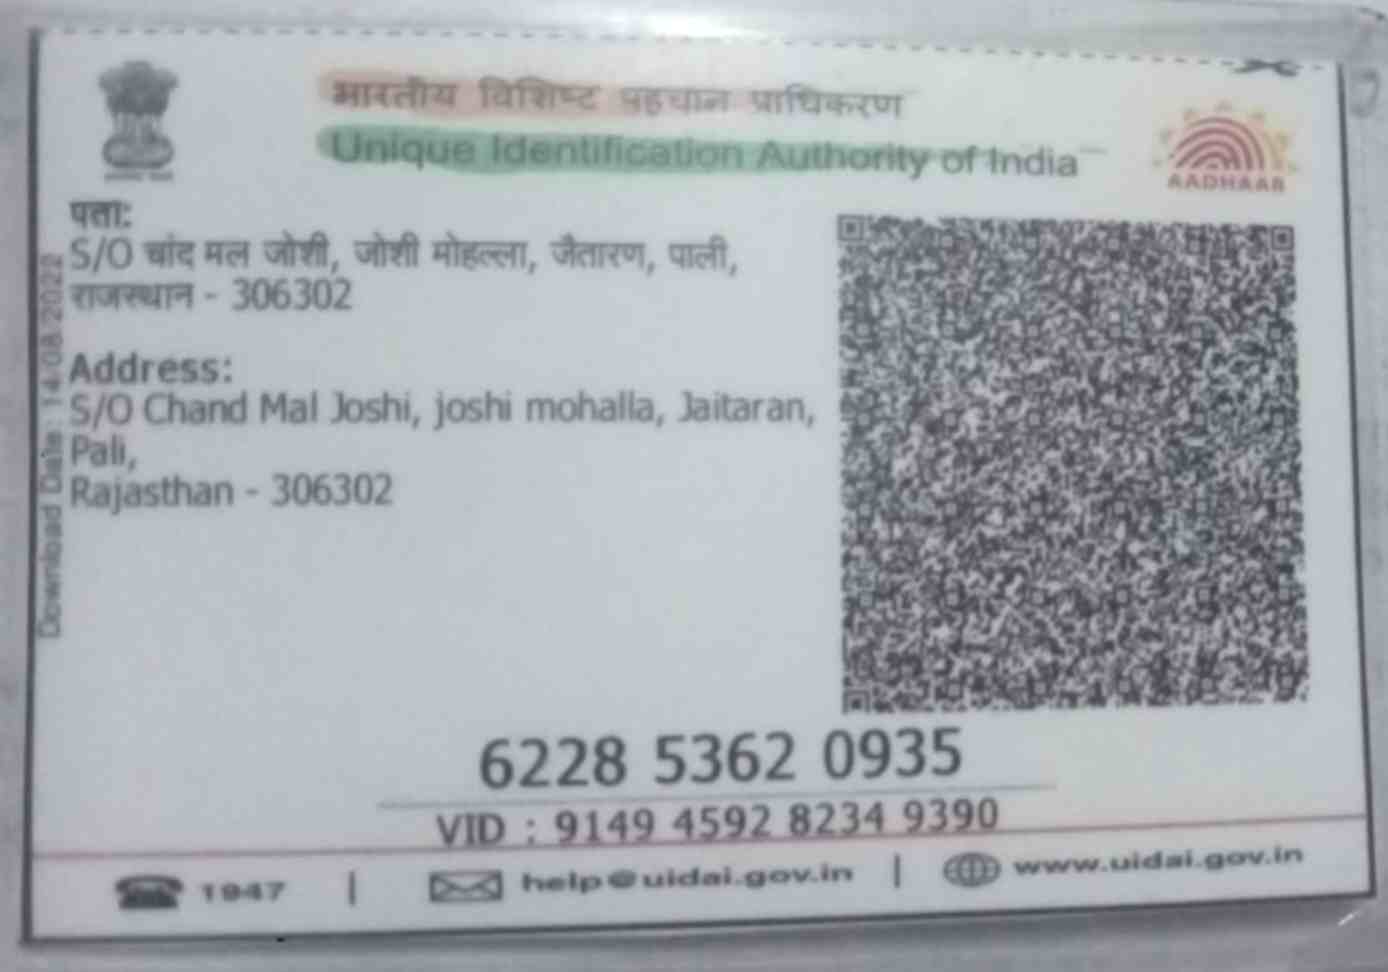 भारतीय विशिष्ट पहचान प्राधिकरण
Unique Identification Authority of India
AADHAAR
पता:
S/O चांद मल जोशी, जोशी मोहल्ला, जैतारण, पाली,
राजस्थान - 306302
Address:
S/O Chand Mal Joshi, joshi mohalla, Jaitaran,
Pali,
Rajasthan - 306302
Download Date: 14.08.2022
6228 5362 0935
VID : 9149 4592 8234 9390
1947 | help@uidai.gov.in | www.uidai.gov.in